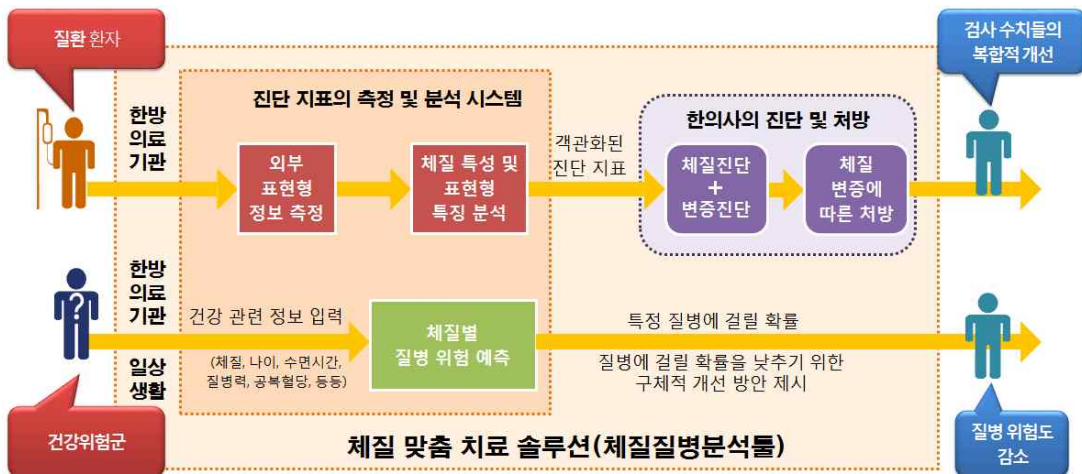 질환 환자
검사 수치들의
복합적 개선
한방
의료
기관
진단 지표의 측정 및 분석 시스템
외부
표현형
정보 측정
체질 특성 및
표현형
특징 분석
객관화된
진단 지표
한의사의 진단 및 처방
체질진단
+
변증진단
체질
변증에
따른 처방
?
한방
의료
기관
일상
생활
건강 관련 정보 입력
(체질, 나이, 수면시간,
질병력, 공복혈당, 등등)
체질별
질병 위험 예측
특정 질병에 걸릴 확률
질병에 걸릴 확률을 낮추기 위한
구체적 개선 방안 제시
건강위험군
질병 위험도
감소
체질 맞춤 치료 솔루션(체질질병분석툴)